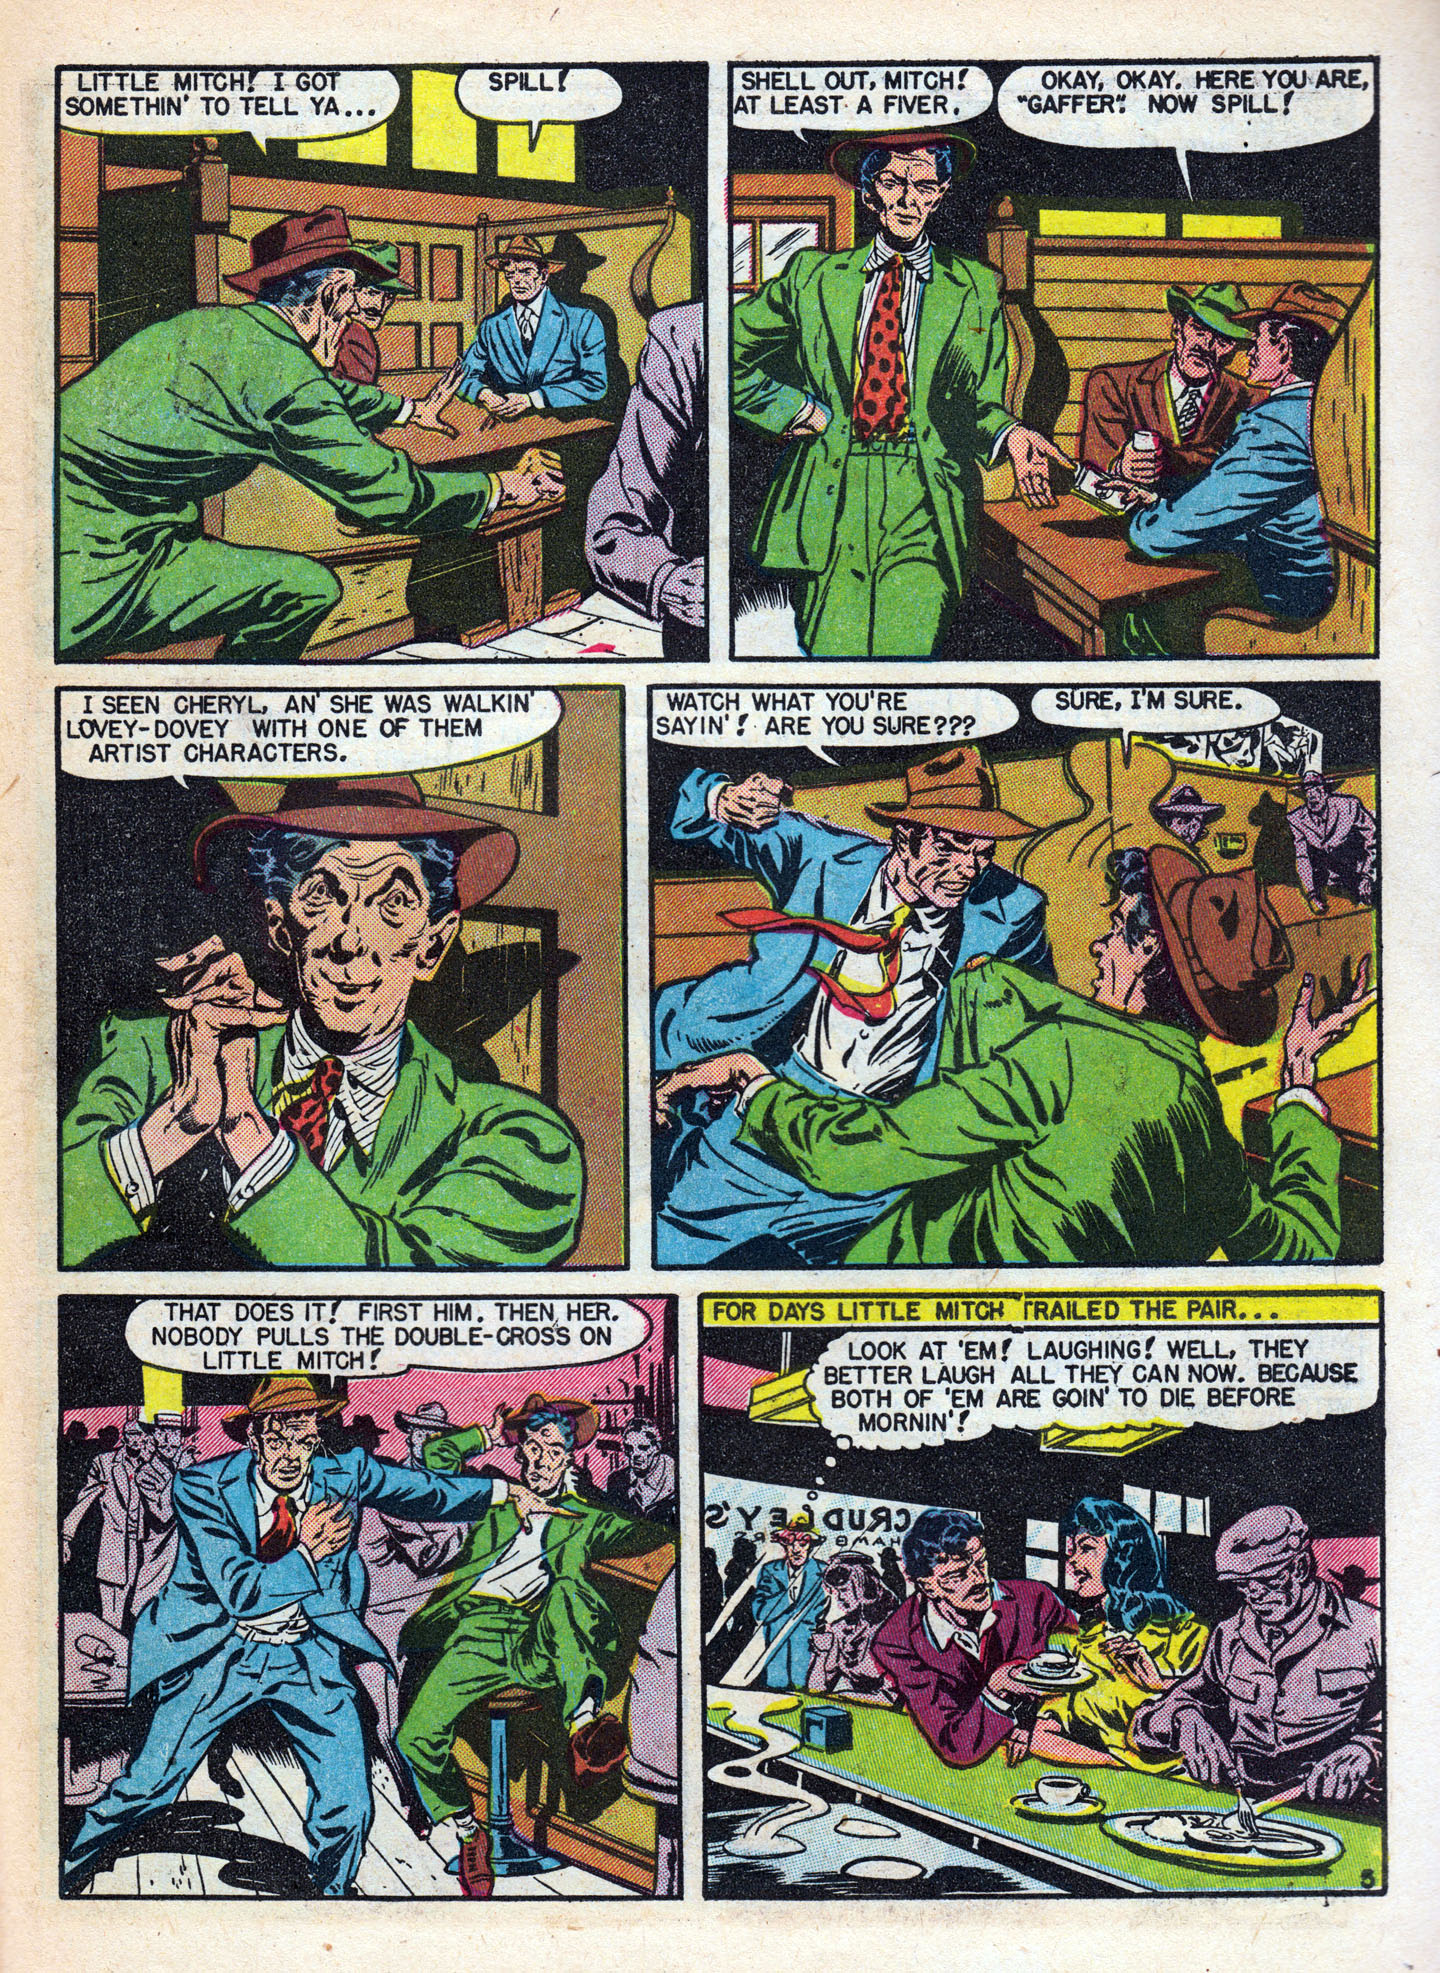 LITTLE MITCH! I GOT
SOMETHIN' TO TELL YA...
SPILL!
SHELL OUT, MITCH!
AT LEAST A FIVER.
OKAY, OKAY. HERE YOU ARE,
"GAFFER". NOW SPILL!
I SEEN CHERYL, AN' SHE WAS WALKIN'
LOVEY-DOVEY WITH ONE OF THEM
ARTIST CHARACTERS.
WATCH WHAT YOU'RE
SAYIN'! ARE YOU SURE???
SURE, I'M SURE.
THAT DOES IT! FIRST HIM. THEN HER.
NOBODY PULLS THE DOUBLE-CROSS ON
LITTLE MITCH!
FOR DAYS LITTLE MITCH TRAILED THE PAIR...
LOOK AT 'EM! LAUGHING! WELL, THEY
BETTER LAUGH ALL THEY CAN NOW. BECAUSE
BOTH OF 'EM ARE GOIN' TO DIE BEFORE
MORNIN'!
CRUDLEY'S
HAMB RS
5